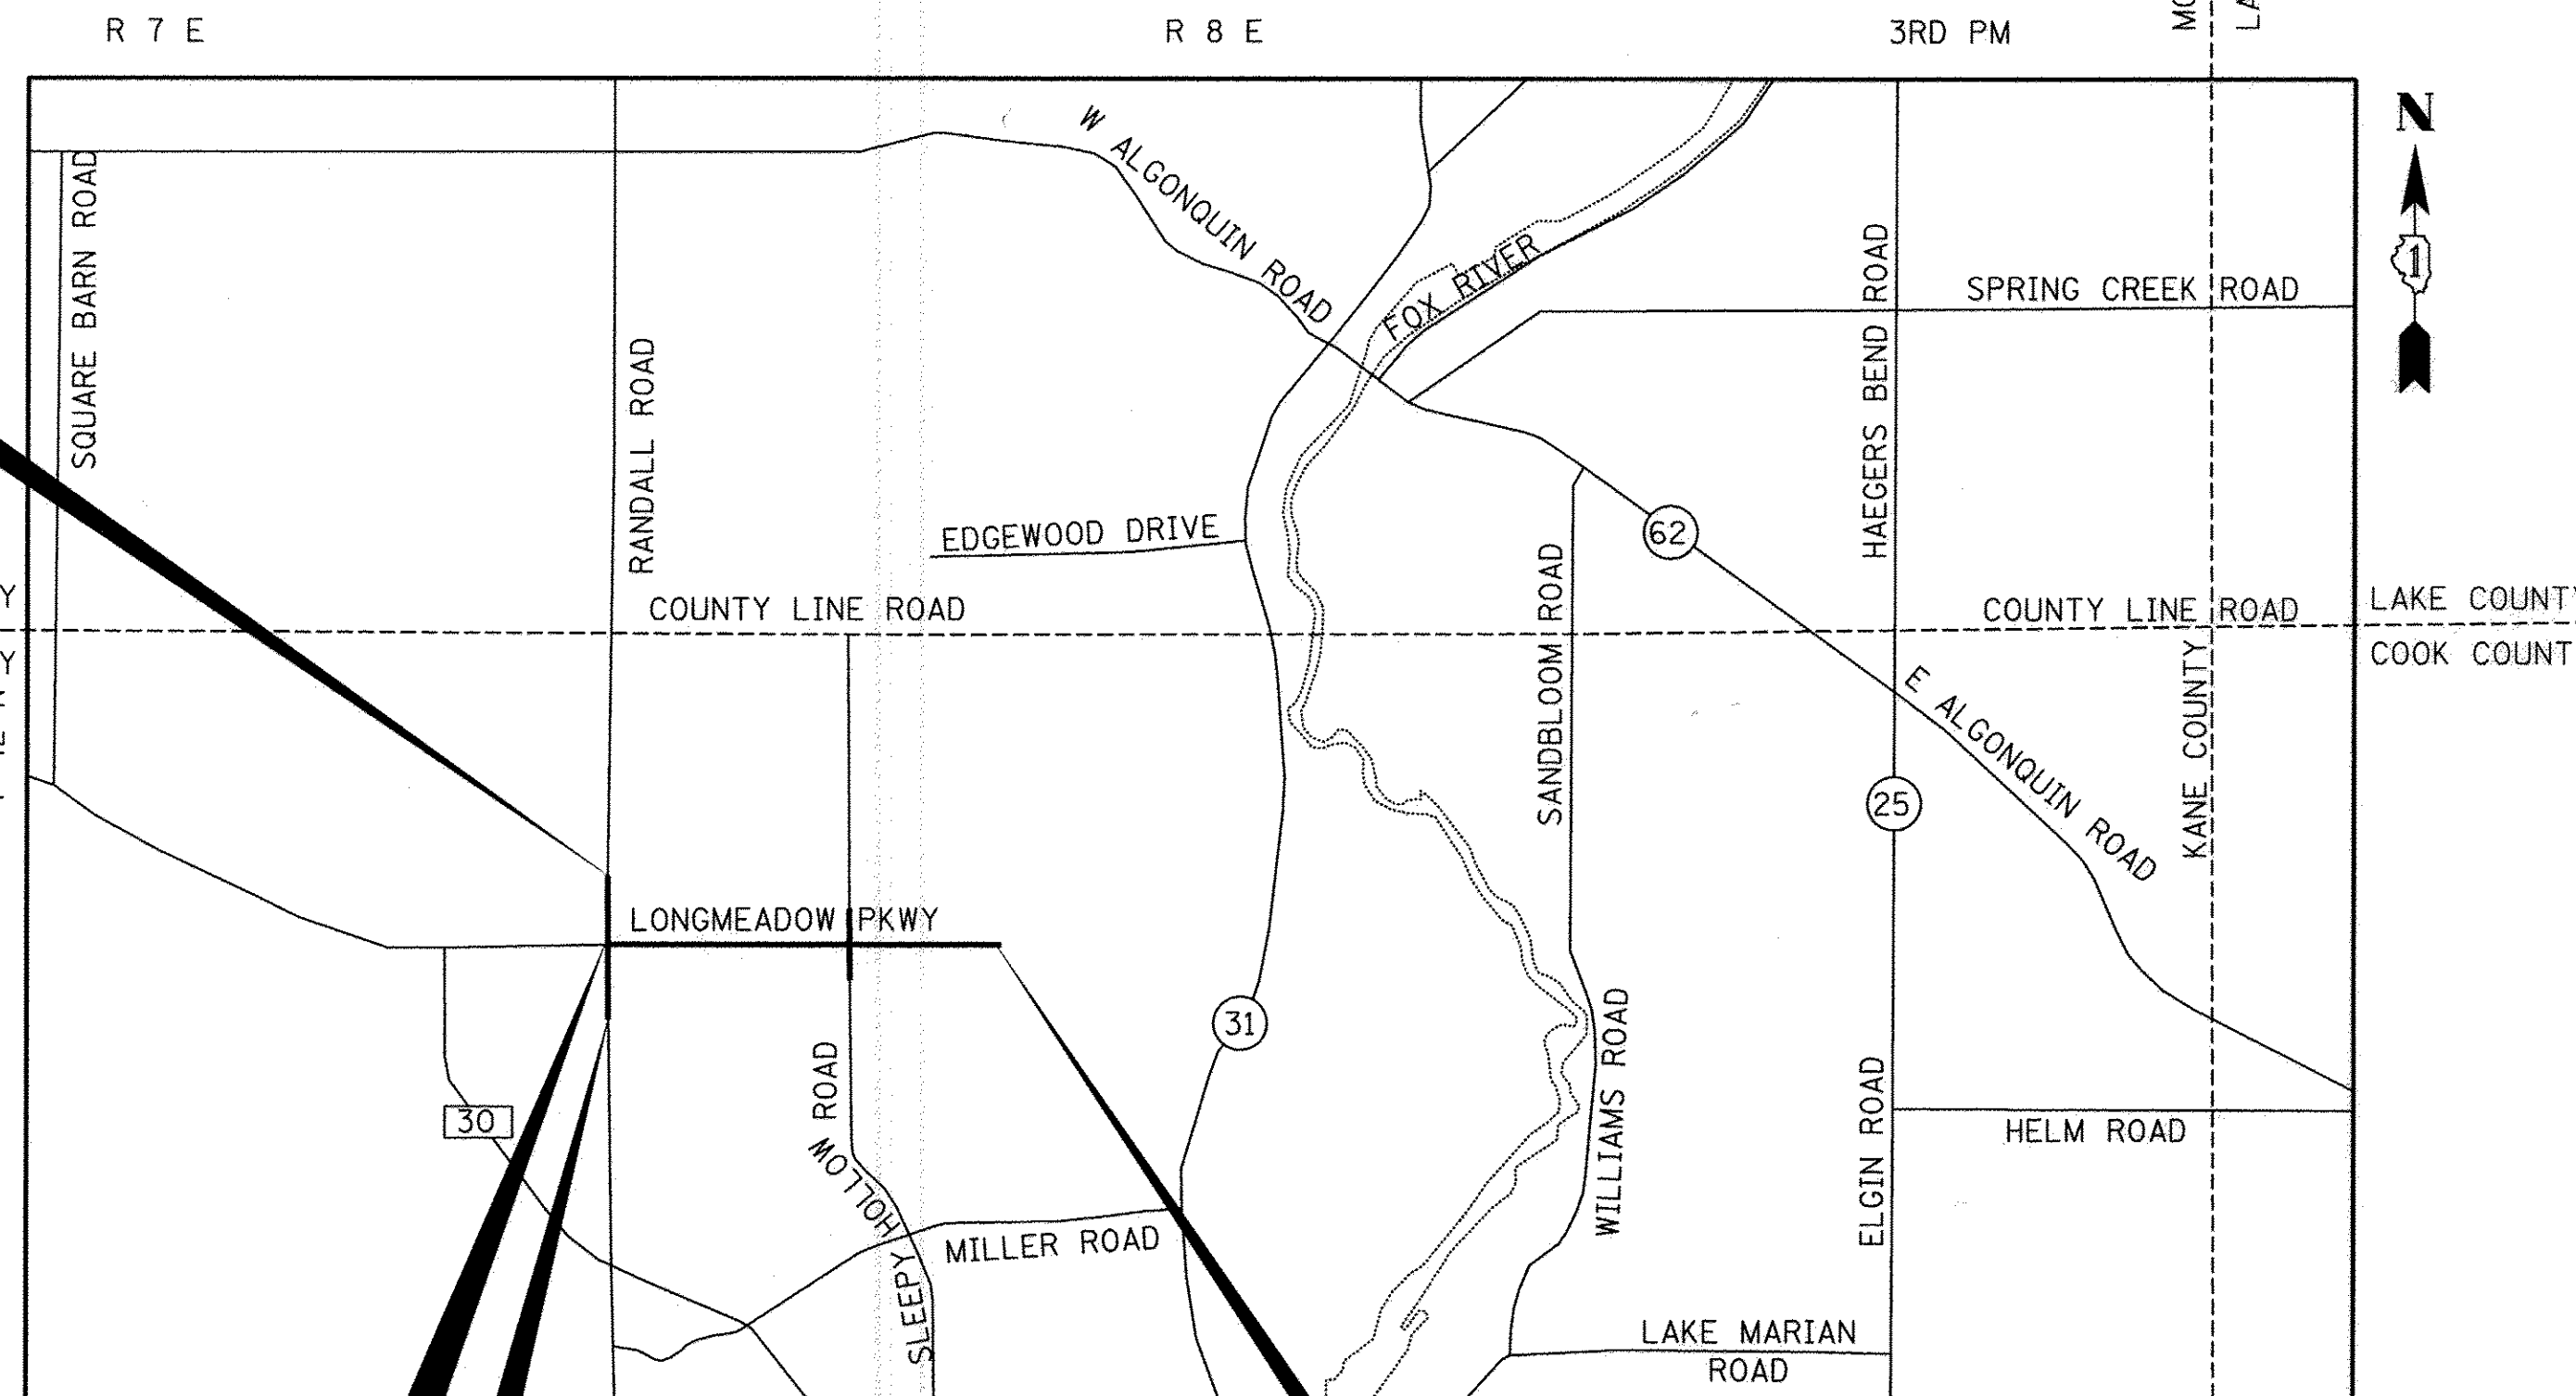 R 7 E
R 8 E
3RD PM
N
1
W ALGONQUIN ROAD
SQUARE BARN ROAD
FOX RIVER
HAEGERS BEND ROAD
SPRING CREEK ROAD
RANDALL ROAD
EDGEWOOD DRIVE
62
SANDBLOOM ROAD
COUNTY LINE ROAD
COUNTY LINE ROAD
LAKE COUNTY
COOK COUNT
KANE COUNTY
E ALGONQUIN ROAD
25
LONGMEADOW PKWY
31
WILLIAMS ROAD
30
SLEEPY HOLLOW ROAD
ELGIN ROAD
HELM ROAD
MILLER ROAD
LAKE MARIAN
ROAD